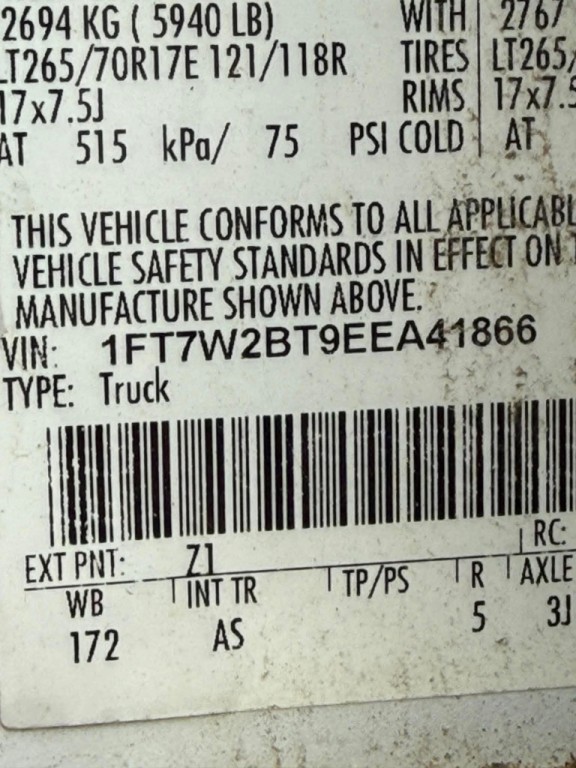 2694 KG ( 5940 LB) WITH 2767
LT265/70R17E 121/118R TIRES LT265/
17x7.5J RIMS 17x7.5
AT 515 kPa/ 75 PSI COLD AT
THIS VEHICLE CONFORMS TO ALL APPLICABL
VEHICLE SAFETY STANDARDS IN EFFECT ON T
MANUFACTURE SHOWN ABOVE.
VIN: 1FT7W2BT9EEA41866
TYPE: Truck
EXT PNT: Z1 RC:
WB INT TR TP/PS R AXLE
172 AS 5 3J